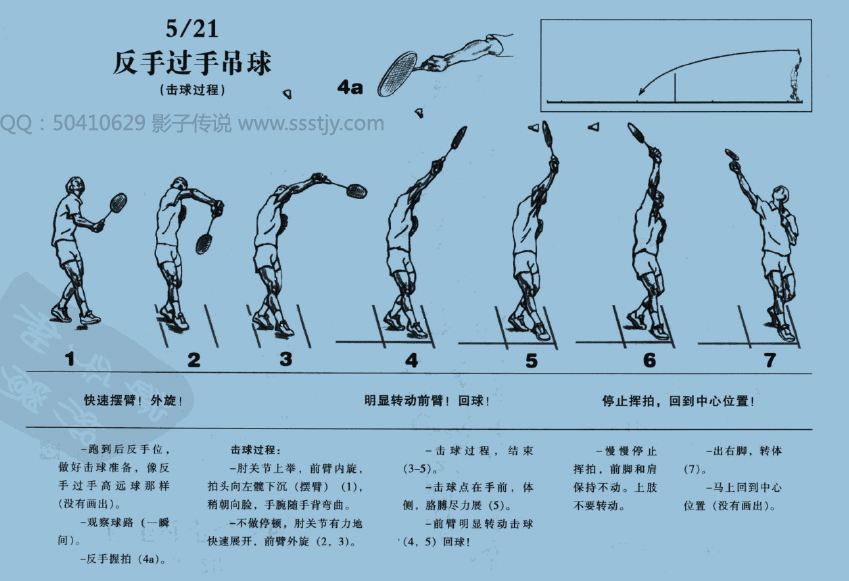 5/21
反手过手吊球
(击球过程)
4a
QQ：50410629 影子传说 www.ssstjy.com
1
2
3
4
5
6
7
快速摆臂！外旋！
明显转动前臂！回球！
停止挥拍，回到中心位置！
–跑到后反手位，
做好击球准备，像反
手过手高远球那样
(没有画出)。
–观察球路 (一瞬
间)。
–反手握拍 (4a)。
击球过程：
–肘关节上举，前臂内旋，
拍头向左髋下沉 (摆臂) (1)，
稍朝向脸，手腕随手背弯曲。
–不做停顿，肘关节有力地
快速展开，前臂外旋 (2，3)。
–击球过程，结束
(3–5)。
–击球点在手前，体
侧，胳膊尽力展 (5)。
–前臂明显转动击球
(4，5) 回球！
–慢慢停止
挥拍，前脚和肩
保持不动。上肢
不要转动。
–出右脚，转体
(7)。
–马上回到中心
位置 (没有画出)。